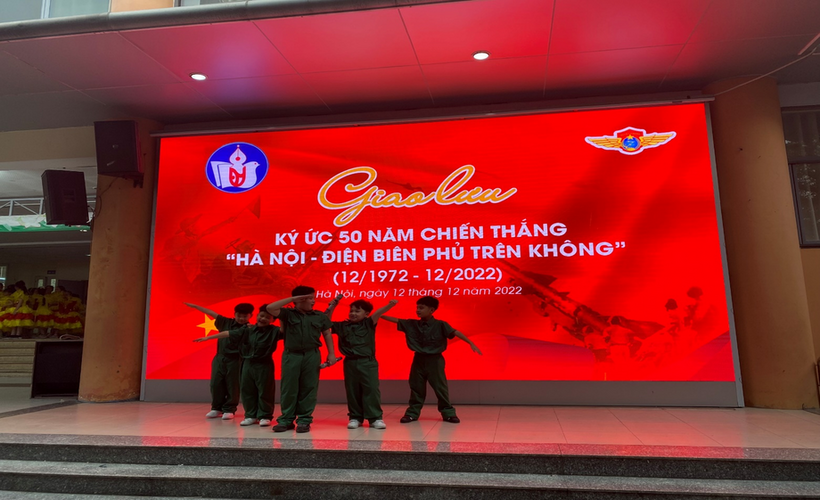 Giao lưu
KÝ ỨC 50 NĂM CHIẾN THẮNG
“HÀ NỘI - ĐIỆN BIÊN PHỦ TRÊN KHÔNG”
(12/1972 - 12/2022)
Hà Nội, ngày 12 tháng 12 năm 2022